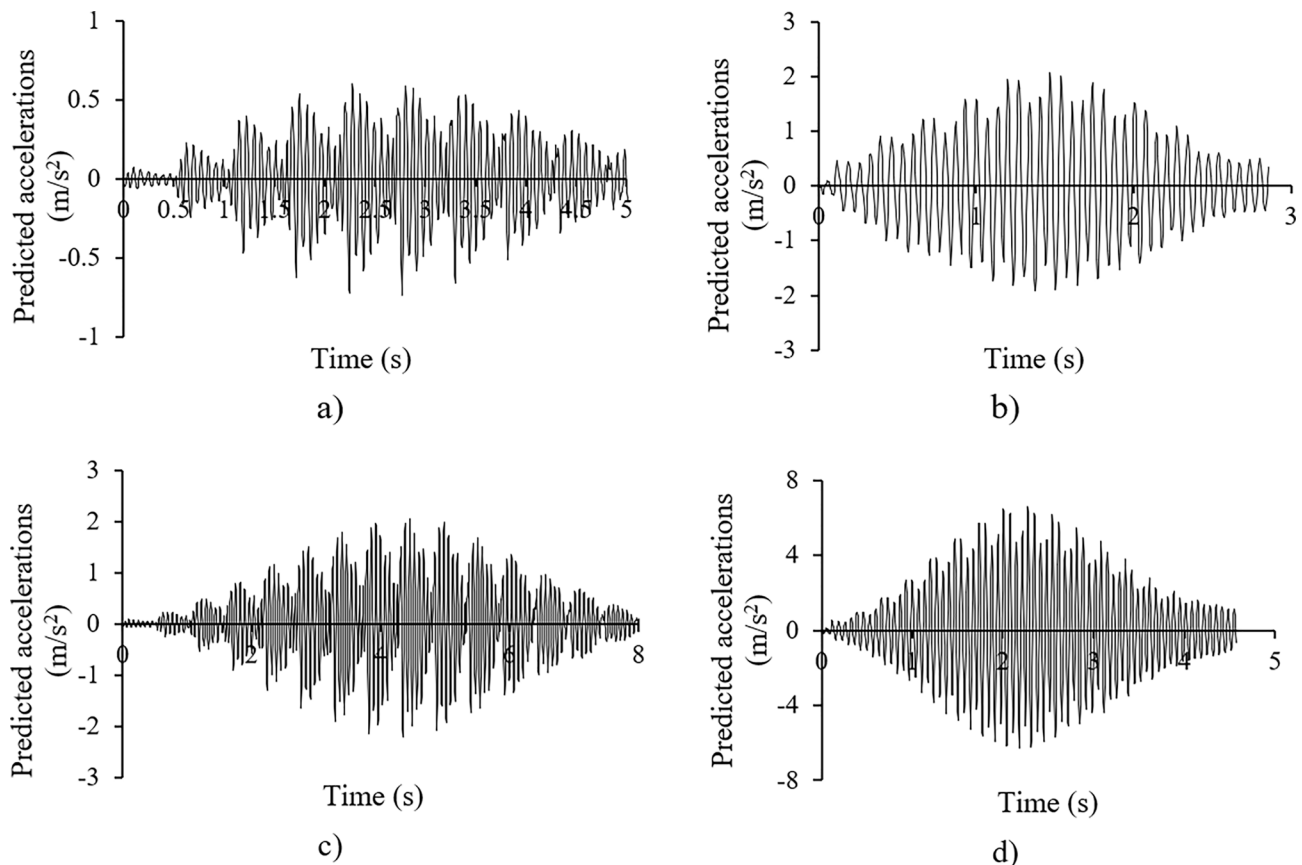 Predicted accelerations
(m/s²)
1
0.5
0
-0.5
-1
0 0.5 1 1.5 2 2.5 3 3.5 4 4.5 5
Time (s)
a)
Predicted accelerations
(m/s²)
3
2
1
0
-1
-2
-3
0 1 2 3
Time (s)
b)
Predicted accelerations
(m/s²)
3
2
1
0
-1
-2
-3
0 2 4 6 8
Time (s)
c)
Predicted accelerations
(m/s²)
8
4
0
-4
-8
0 1 2 3 4 5
Time (s)
d)